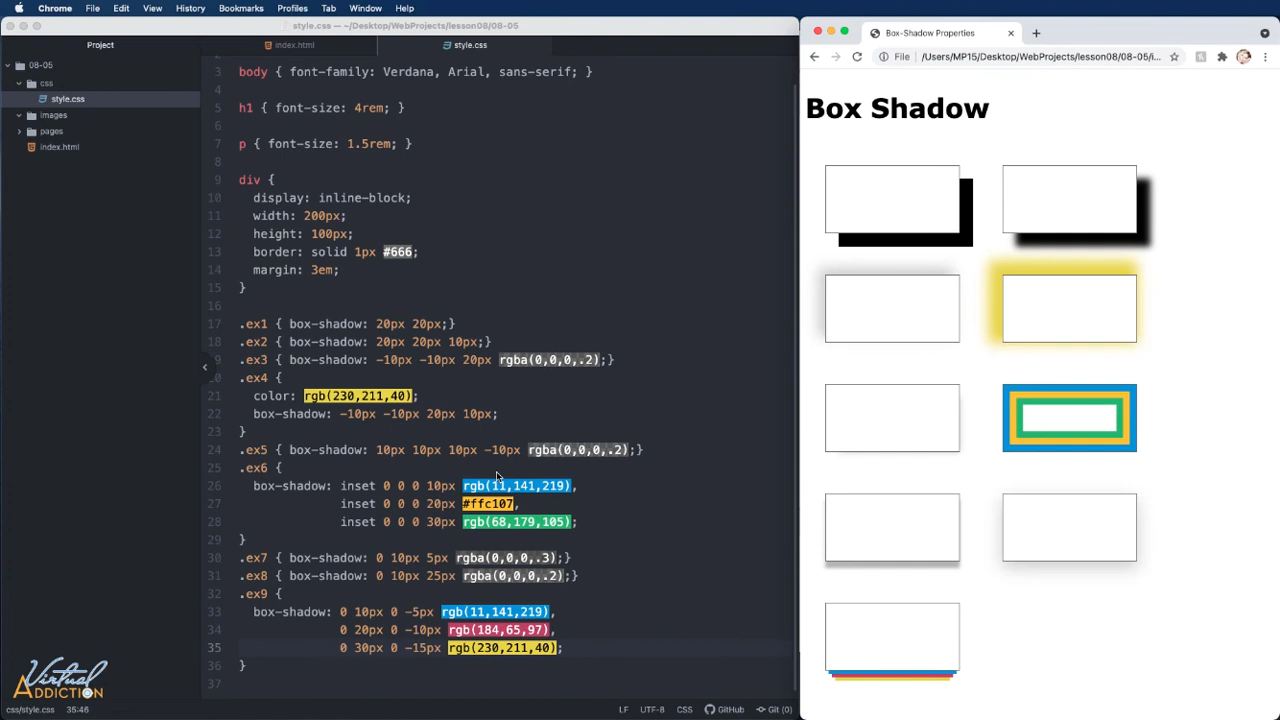 Chrome File Edit View History Bookmarks Profiles Tab Window Help
style.css — ~/Desktop/WebProjects/lesson08/08-05
Project
index.html
style.css
08-05
css
style.css
images
pages
index.html
2
3 body { font-family: Verdana, Arial, sans-serif; }
4
5 h1 { font-size: 4rem; }
6
7 p { font-size: 1.5rem; }
8
9 div {
10 display: inline-block;
11 width: 200px;
12 height: 100px;
13 border: solid 1px #666;
14 margin: 3em;
15 }
16
17 .ex1 { box-shadow: 20px 20px;}
18 .ex2 { box-shadow: 20px 20px 10px;}
19 .ex3 { box-shadow: -10px -10px 20px rgba(0,0,0,.2);}
20 .ex4 {
21 color: rgb(230,211,40);
22 box-shadow: -10px -10px 20px 10px;
23 }
24 .ex5 { box-shadow: 10px 10px 10px -10px rgba(0,0,0,.2);}
25 .ex6 {
26 box-shadow: inset 0 0 0 10px rgb(11,141,219),
27 inset 0 0 0 20px #ffc107,
28 inset 0 0 0 30px rgb(68,179,105);
29 }
30 .ex7 { box-shadow: 0 10px 5px rgba(0,0,0,.3);}
31 .ex8 { box-shadow: 0 10px 25px rgba(0,0,0,.2);}
32 .ex9 {
33 box-shadow: 0 10px 0 -5px rgb(11,141,219),
34 0 20px 0 -10px rgb(184,65,97),
35 0 30px 0 -15px rgb(230,211,40);
36 }
37
Virtual
ADDICTION
css/style.css 35:46 LF UTF-8 CSS GitHub Git (0)
Box-Shadow Properties
File /Users/MP15/Desktop/WebProjects/lesson08/08-05/i...
Box Shadow